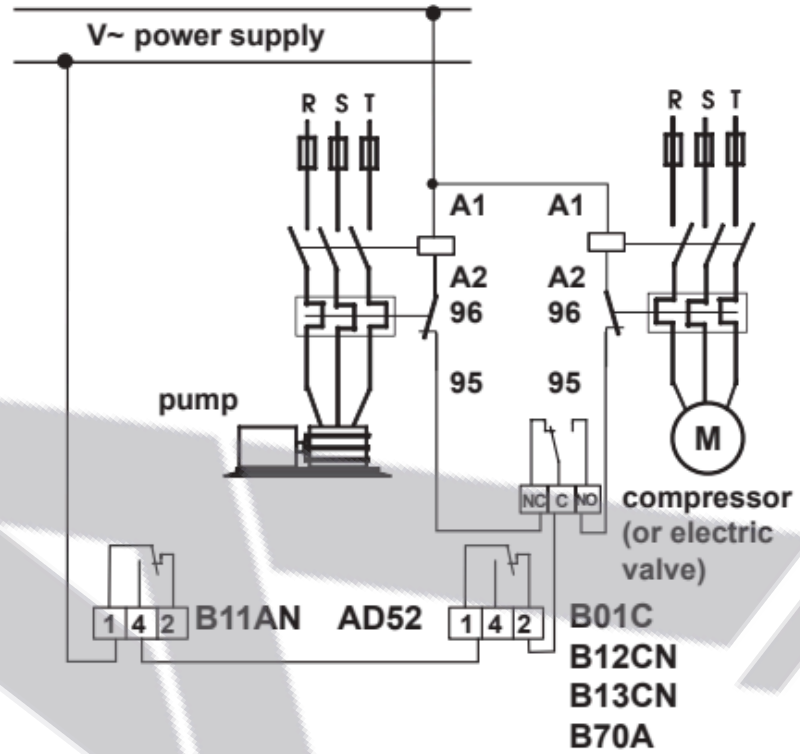 V~ power supply
R S T
R S T
A1 A1
A2 A2
96 96
95 95
pump
M
NC C NO
compressor
(or electric
valve)
1 4 2 B11AN AD52 1 4 2 B01C
B12CN
B13CN
B70A